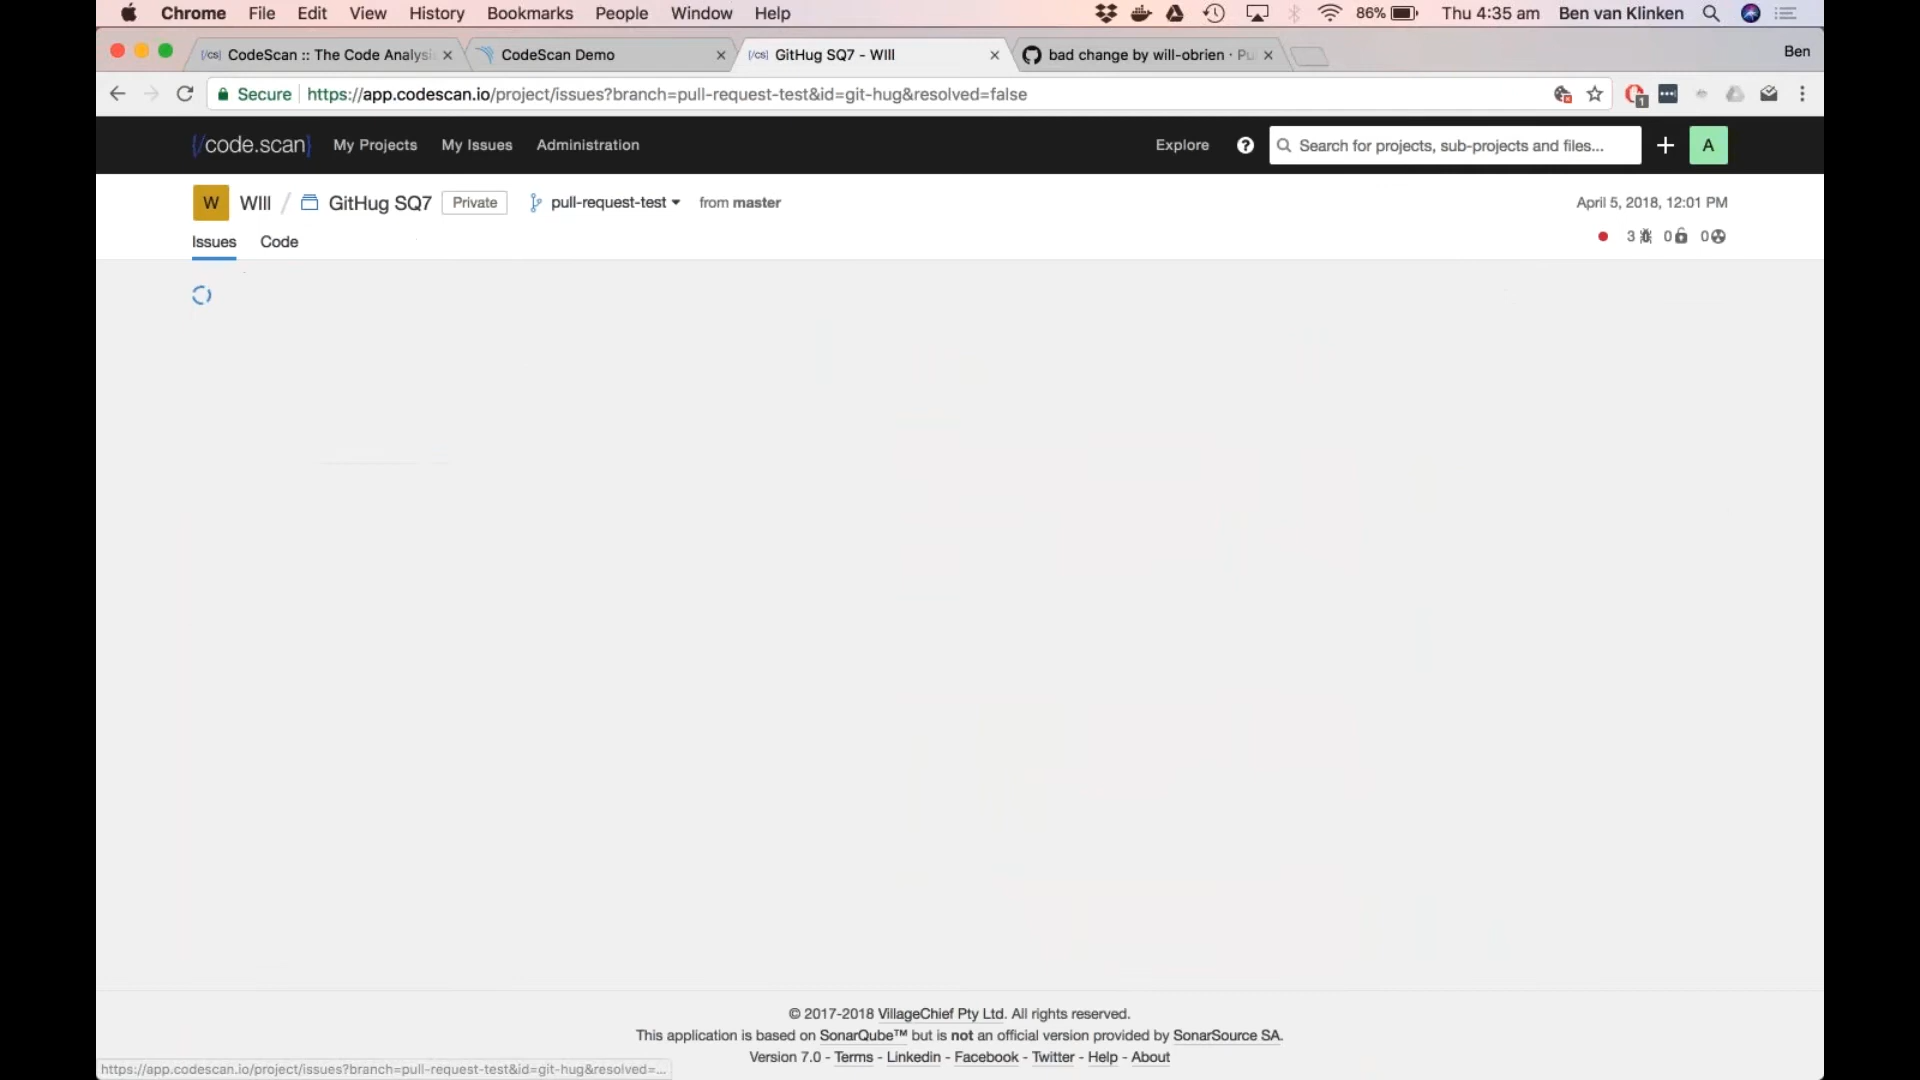 Chrome File Edit View History Bookmarks People Window Help 86% Thu 4:35 am Ben van Klinken
{/cs} CodeScan :: The Code Analysi CodeScan Demo {/cs} GitHug SQ7 - WIll bad change by will-obrien · Pu Ben
Secure https://app.codescan.io/project/issues?branch=pull-request-test&id=git-hug&resolved=false 1
{/code.scan} My Projects My Issues Administration Explore ? Search for projects, sub-projects and files... + A
W WIll / GitHug SQ7 Private pull-request-test from master April 5, 2018, 12:01 PM
Issues Code 3 0 0
© 2017-2018 VillageChief Pty Ltd. All rights reserved.
This application is based on SonarQube™ but is not an official version provided by SonarSource SA.
Version 7.0 - Terms - Linkedin - Facebook - Twitter - Help - About
https://app.codescan.io/project/issues?branch=pull-request-test&id=git-hug&resolved=...